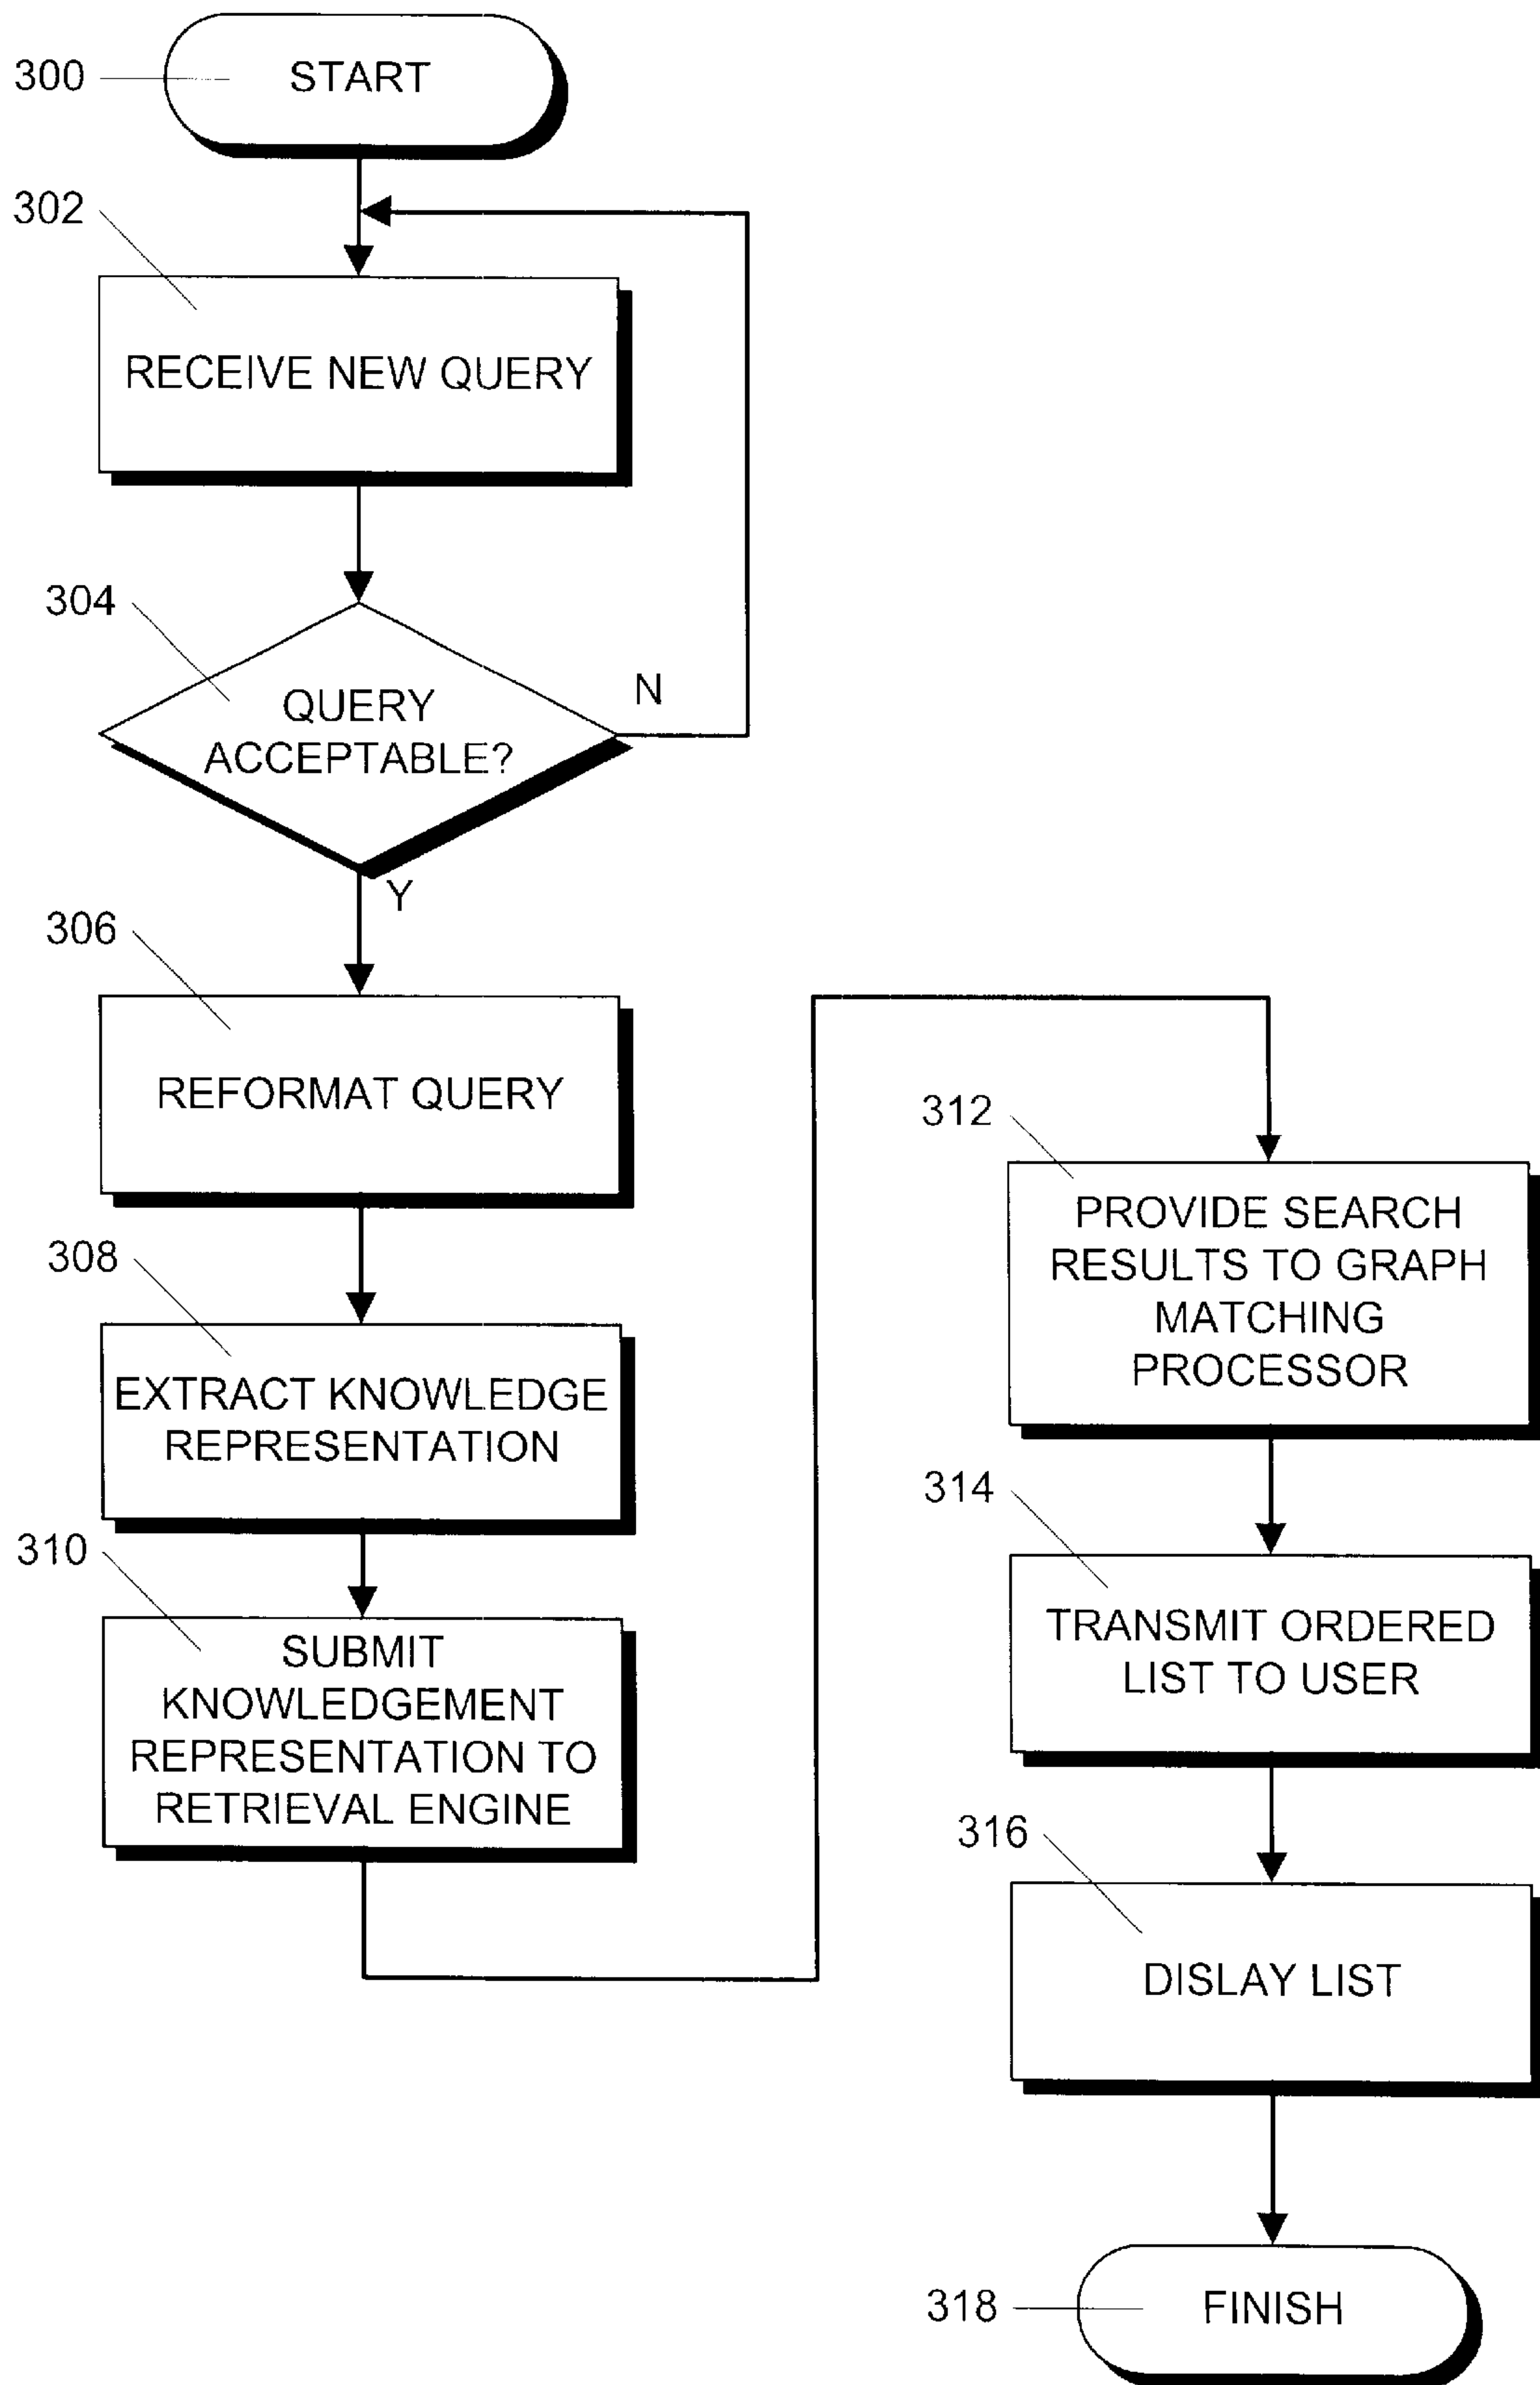 300
START
302
RECEIVE NEW QUERY
304
QUERY
ACCEPTABLE?
N
Y
306
REFORMAT QUERY
308
EXTRACT KNOWLEDGE
REPRESENTATION
310
SUBMIT
KNOWLEDGEMENT
REPRESENTATION TO
RETRIEVAL ENGINE
312
PROVIDE SEARCH
RESULTS TO GRAPH
MATCHING
PROCESSOR
314
TRANSMIT ORDERED
LIST TO USER
316
DISLAY LIST
318
FINISH